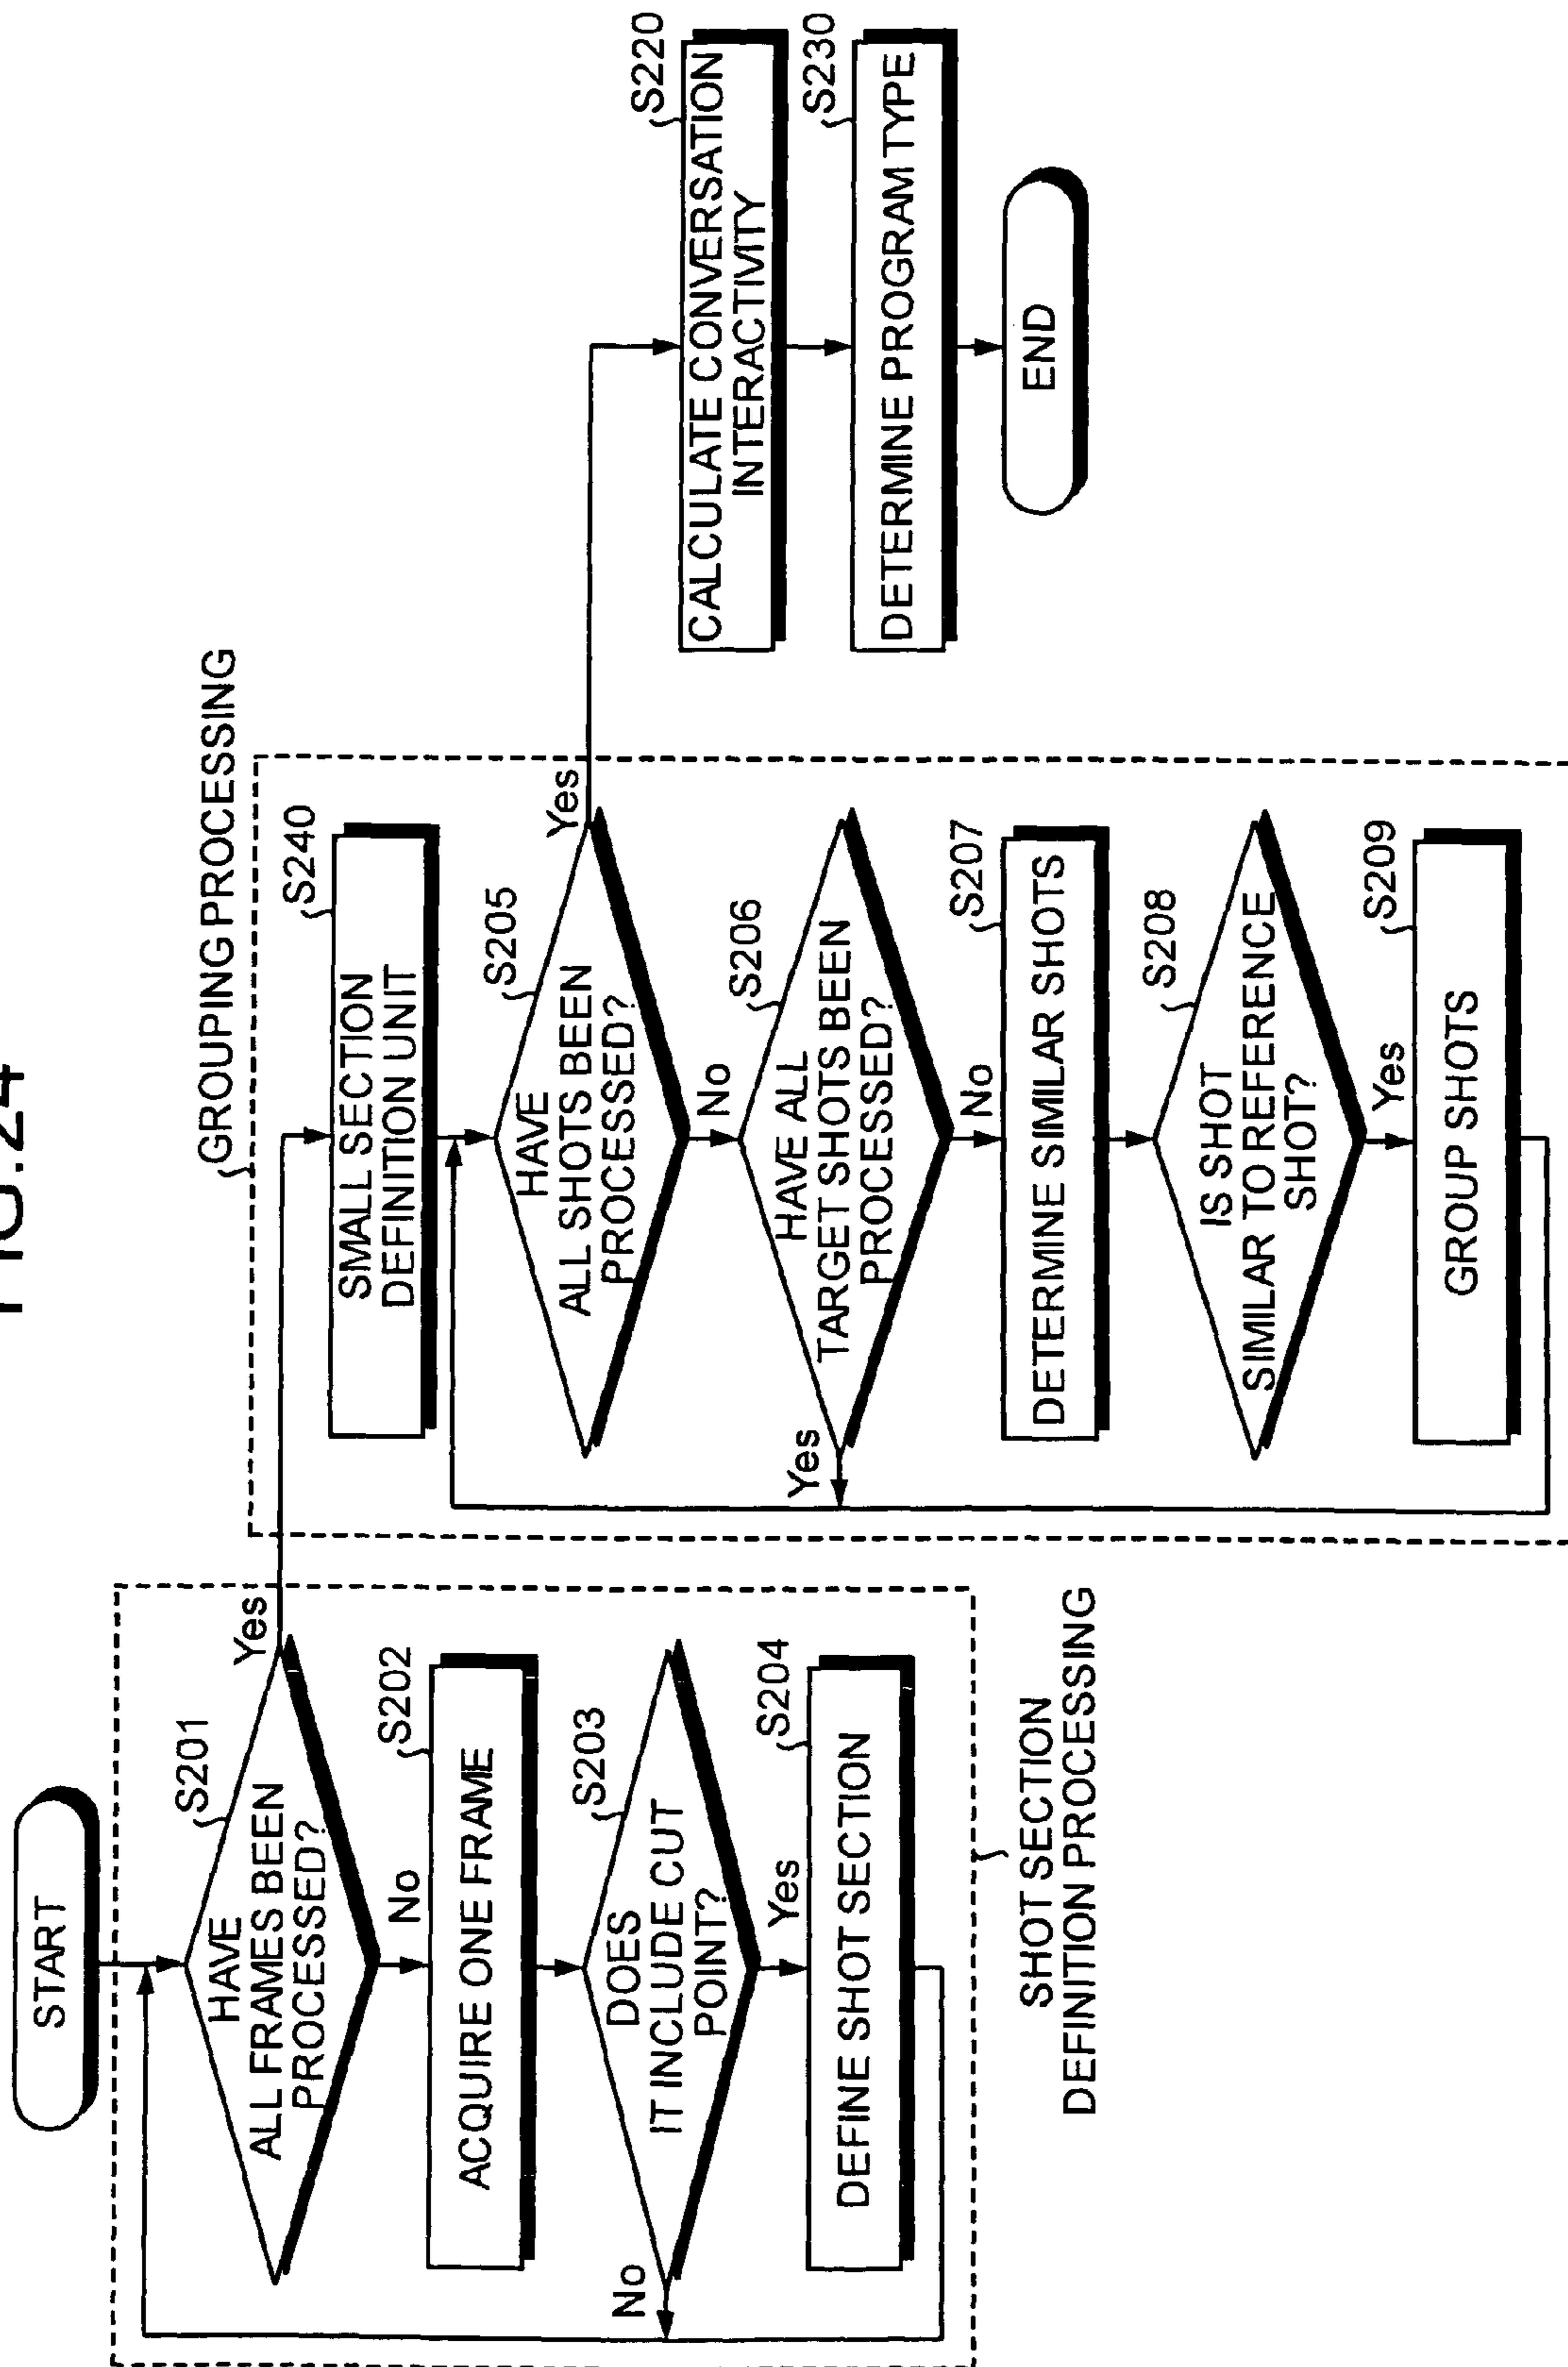 FIG.24
START
S201
HAVE
ALL FRAMES BEEN
PROCESSED?
Yes
No
S202
ACQUIRE ONE FRAME
S203
DOES
IT INCLUDE CUT
POINT?
No
Yes
S204
DEFINE SHOT SECTION
SHOT SECTION
DEFINITION PROCESSING
GROUPING PROCESSING
S240
SMALL SECTION
DEFINITION UNIT
S205
HAVE
ALL SHOTS BEEN
PROCESSED?
Yes
No
S206
HAVE ALL
TARGET SHOTS BEEN
PROCESSED?
Yes
No
S207
DETERMINE SIMILAR SHOTS
S208
IS SHOT
SIMILAR TO REFERENCE
SHOT?
Yes
S209
GROUP SHOTS
S220
CALCULATE CONVERSATION
INTERACTIVITY
S230
DETERMINE PROGRAM TYPE
END